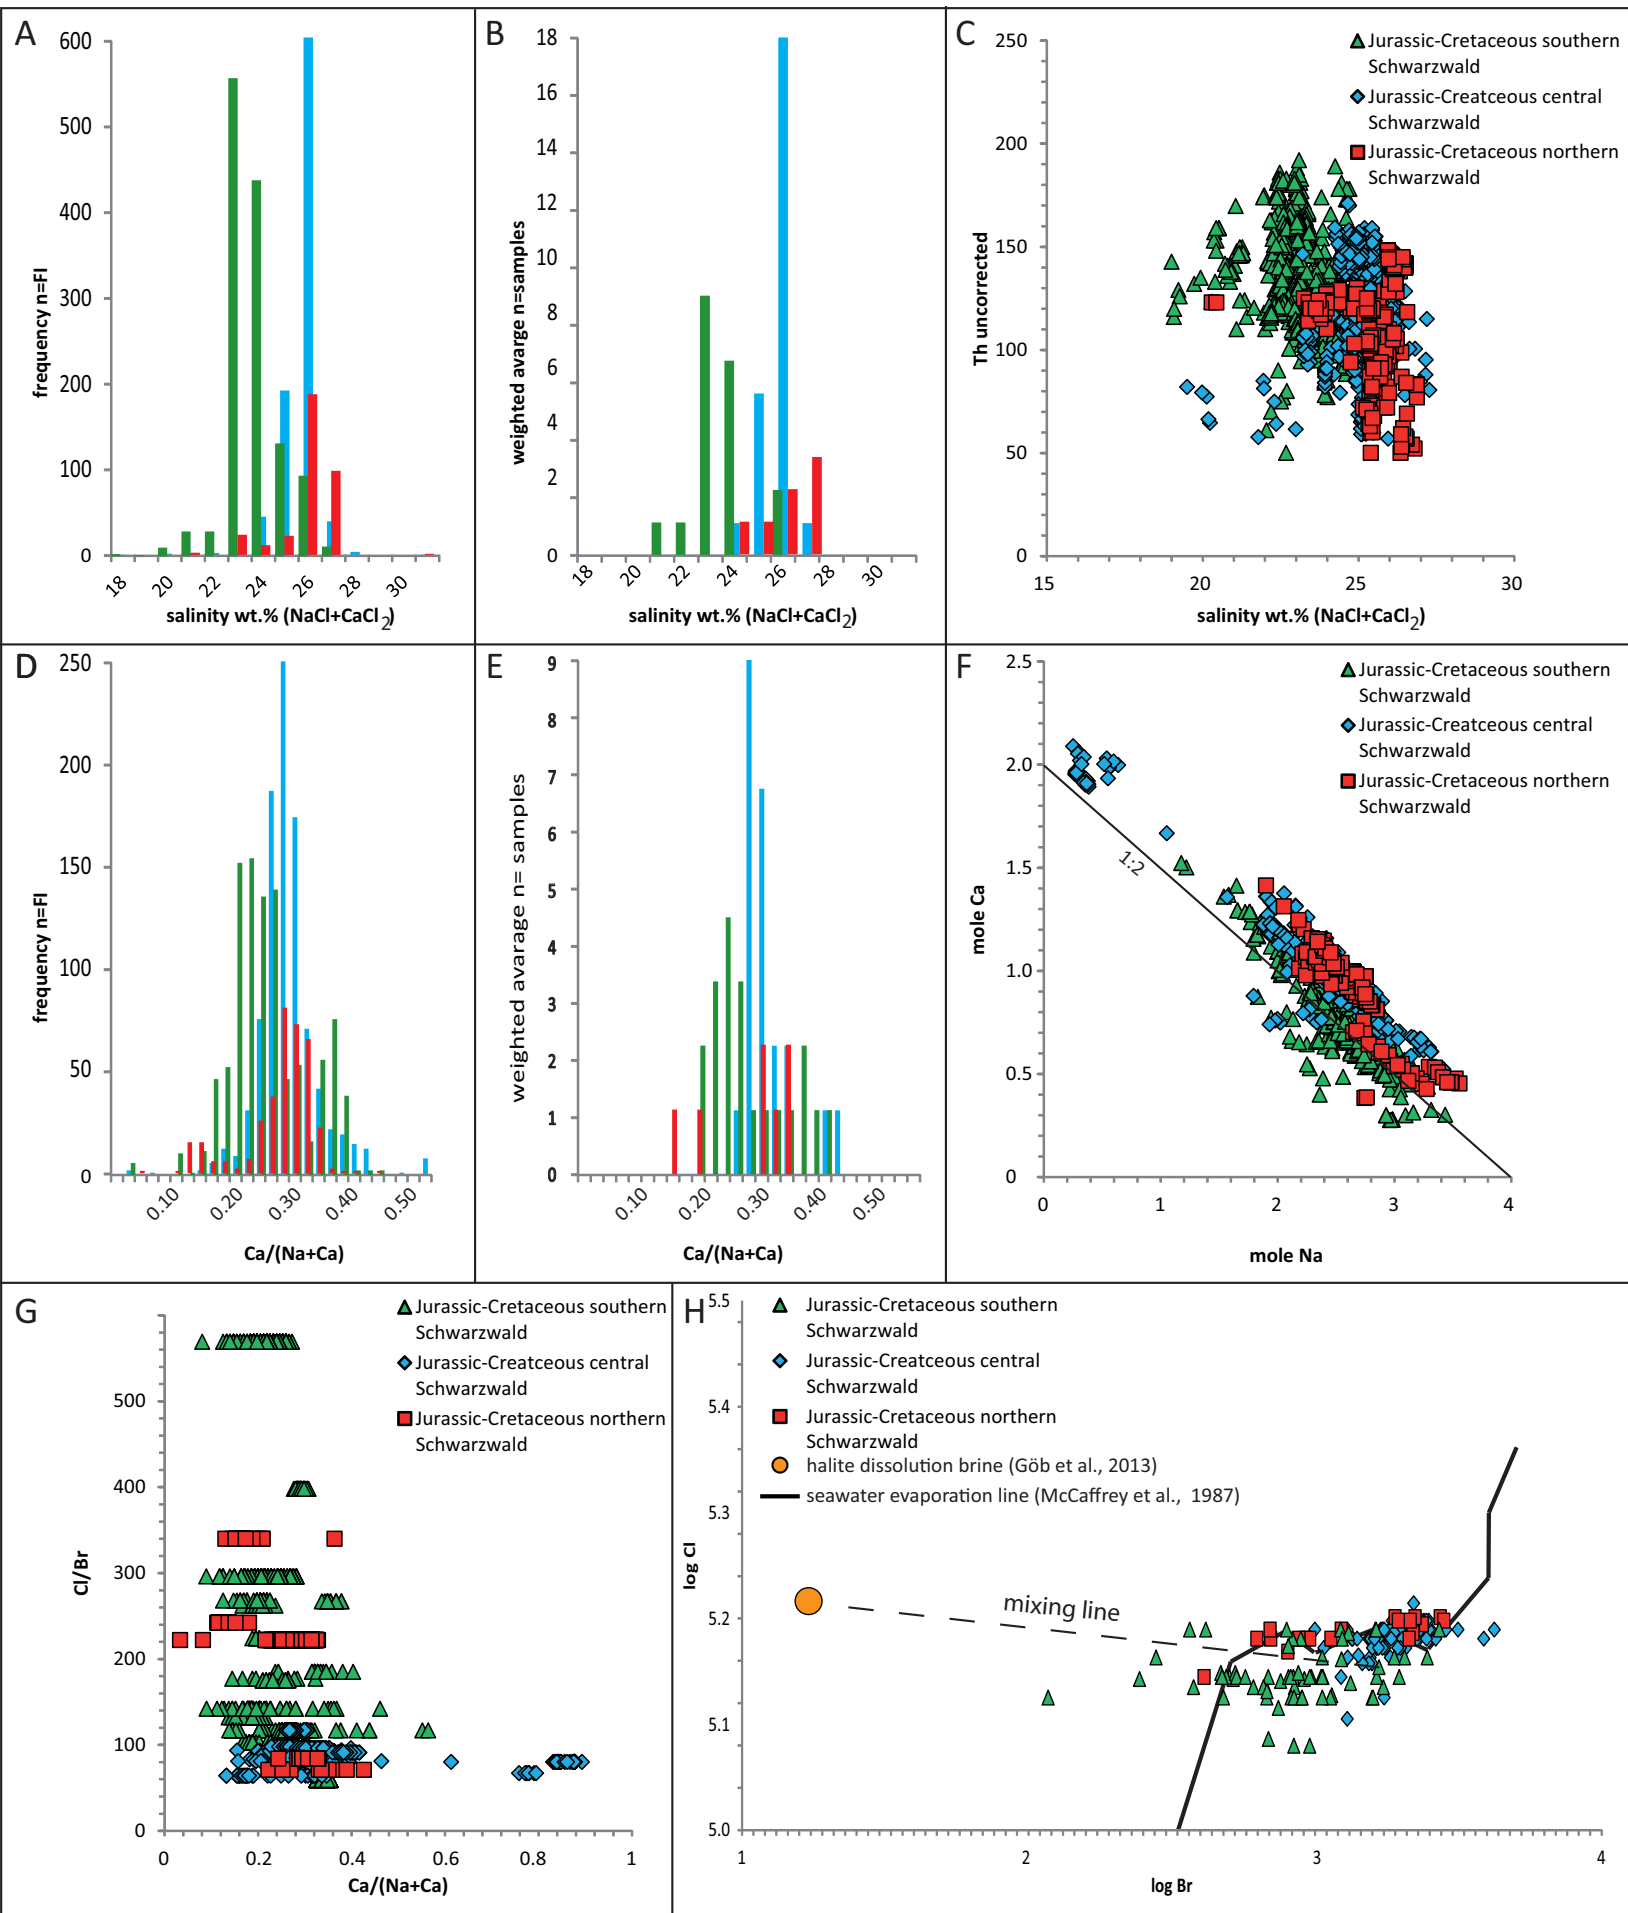 A
600
500
400
300
200
100
0
frequency n=FI
18 20 22 24 26 28 30
salinity wt.% (NaCl+CaCl2)
B
18
16
14
12
10
8
6
4
2
0
weighted avarge n=samples
18 20 22 24 26 28 30
salinity wt.% (NaCl+CaCl2)
C
250
200
150
100
50
0
Th uncorrected
Jurassic-Cretaceous southern
Schwarzwald
Jurassic-Creatceous central
Schwarzwald
Jurassic-Cretaceous northern
Schwarzwald
15 20 25 30
salinity wt.% (NaCl+CaCl2)
D
250
200
150
100
50
0
frequency n=FI
0.10 0.20 0.30 0.40 0.50
Ca/(Na+Ca)
E
9
8
7
6
5
4
3
2
1
0
weighted avarage n= samples
0.10 0.20 0.30 0.40 0.50
Ca/(Na+Ca)
F
2.5
2.0
1.5
1.0
0.5
0
mole Ca
Jurassic-Cretaceous southern
Schwarzwald
Jurassic-Creatceous central
Schwarzwald
Jurassic-Cretaceous northern
Schwarzwald
1:2
0 1 2 3 4
mole Na
G
500
400
300
200
100
0
Cl/Br
Jurassic-Cretaceous southern
Schwarzwald
Jurassic-Creatceous central
Schwarzwald
Jurassic-Cretaceous northern
Schwarzwald
0 0.2 0.4 0.6 0.8 1
Ca/(Na+Ca)
H
5.5
5.4
5.3
5.2
5.1
5.0
log Cl
Jurassic-Cretaceous southern
Schwarzwald
Jurassic-Creatceous central
Schwarzwald
Jurassic-Cretaceous northern
Schwarzwald
halite dissolution brine (Göb et al., 2013)
seawater evaporation line (McCaffrey et al., 1987)
mixing line
1 2 3 4
log Br